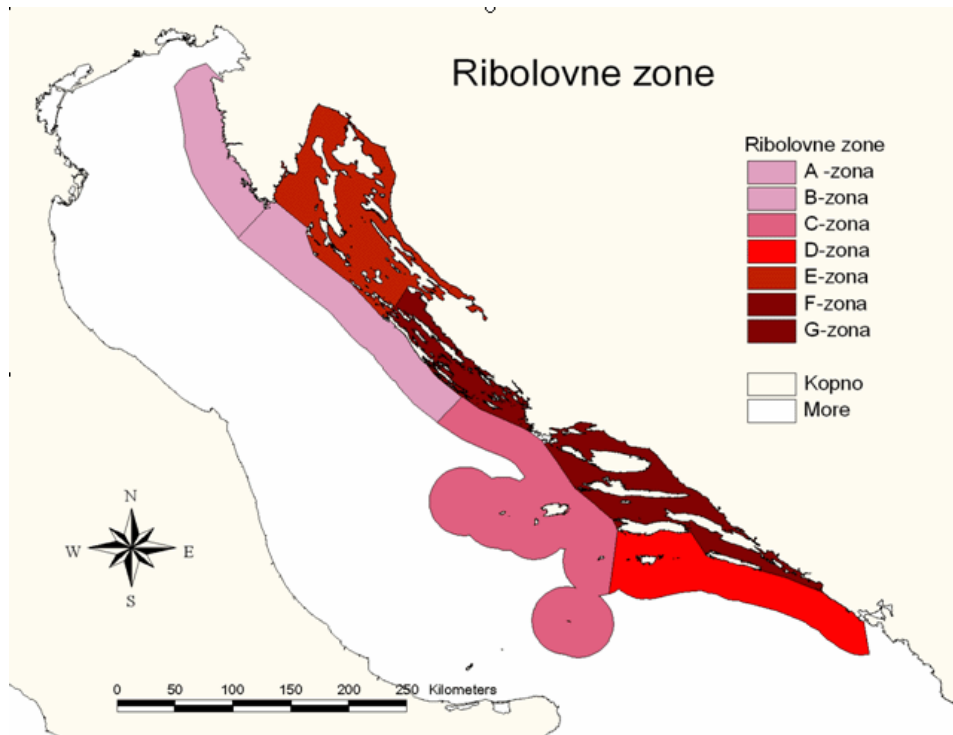 Ribolovne zone
Ribolovne zone
A -zona
B-zona
C-zona
D-zona
E-zona
F-zona
G-zona
Kopno
More
N
W
E
S
0 50 100 150 200 250 Kilometers